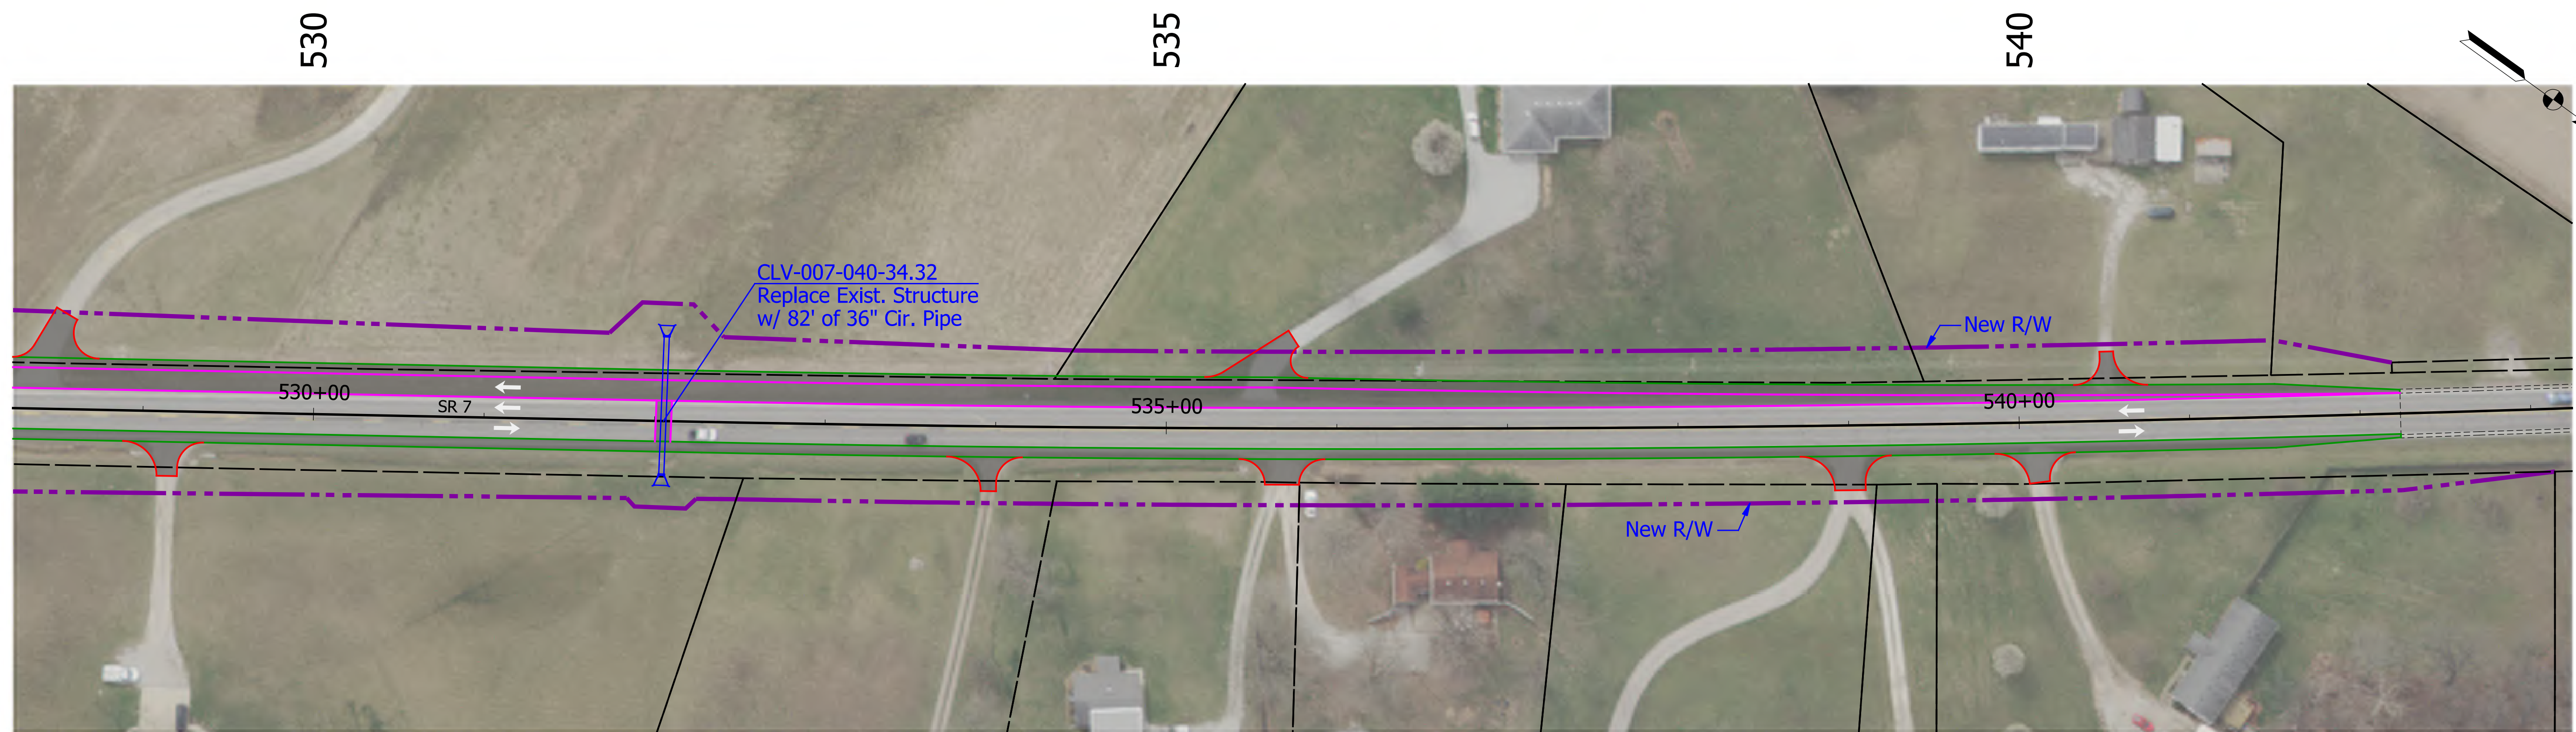 530
535
540
CLV-007-040-34.32
Replace Exist. Structure
w/ 82' of 36" Cir. Pipe
New R/W
530+00
SR 7
535+00
540+00
New R/W